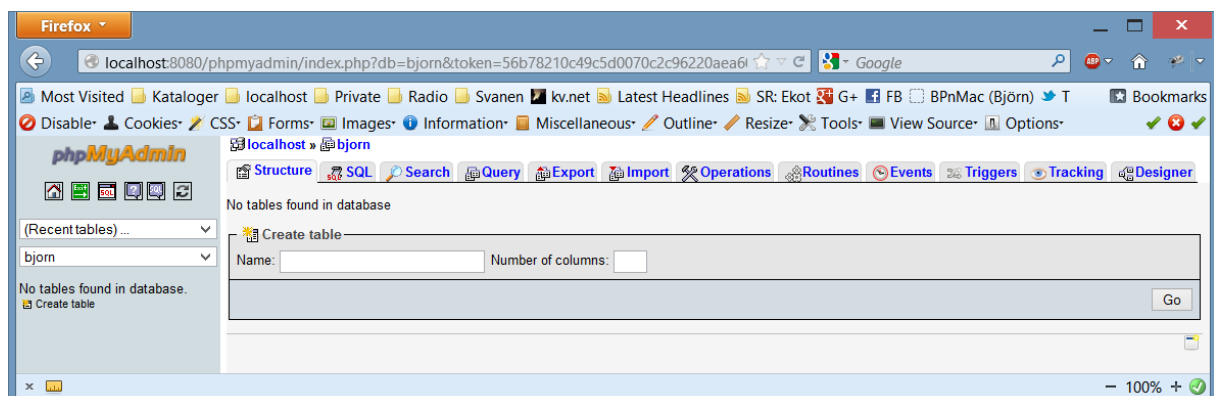 Firefox
localhost:8080/phpmyadmin/index.php?db=bjorn&token=56b78210c49c5d0070c2c96220aea6 Google ABP
Most Visited Kataloger localhost Private Radio Svanen kv.net Latest Headlines SR: Ekot G+ FB BPnMac (Björn) T Bookmarks
Disable Cookies CSS Forms Images Information Miscellaneous Outline Resize Tools View Source Options
phpMyAdmin
localhost » bjorn
Structure SQL Search Query Export Import Operations Routines Events Triggers Tracking Designer
No tables found in database
(Recent tables) ...
Create table
bjorn
Name: Number of columns:
No tables found in database.
Create table
Go
100%